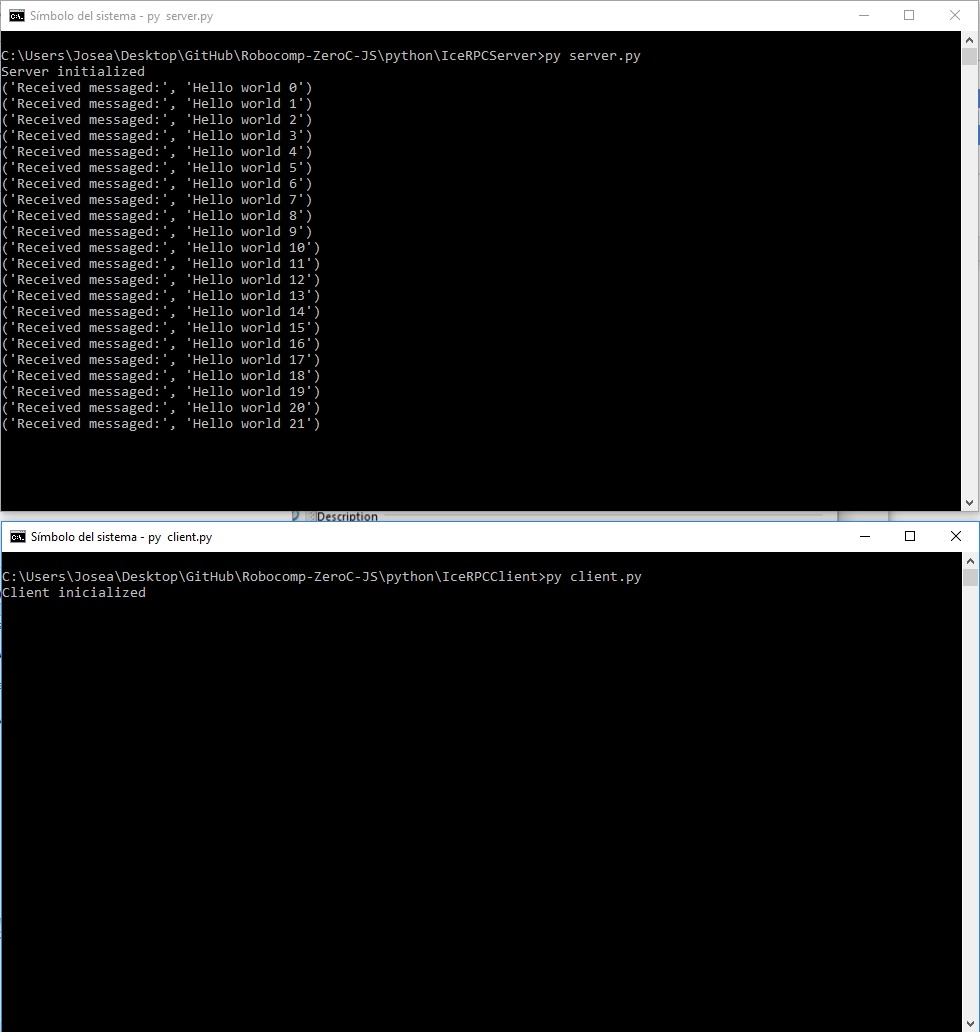 Símbolo del sistema - py  server.py
C:\Users\Josea\Desktop\GitHub\Robocomp-ZeroC-JS\python\IceRPCServer>py server.py
Server initialized
('Received messaged:', 'Hello world 0')
('Received messaged:', 'Hello world 1')
('Received messaged:', 'Hello world 2')
('Received messaged:', 'Hello world 3')
('Received messaged:', 'Hello world 4')
('Received messaged:', 'Hello world 5')
('Received messaged:', 'Hello world 6')
('Received messaged:', 'Hello world 7')
('Received messaged:', 'Hello world 8')
('Received messaged:', 'Hello world 9')
('Received messaged:', 'Hello world 10')
('Received messaged:', 'Hello world 11')
('Received messaged:', 'Hello world 12')
('Received messaged:', 'Hello world 13')
('Received messaged:', 'Hello world 14')
('Received messaged:', 'Hello world 15')
('Received messaged:', 'Hello world 16')
('Received messaged:', 'Hello world 17')
('Received messaged:', 'Hello world 18')
('Received messaged:', 'Hello world 19')
('Received messaged:', 'Hello world 20')
('Received messaged:', 'Hello world 21')
Description
Símbolo del sistema - py  client.py
C:\Users\Josea\Desktop\GitHub\Robocomp-ZeroC-JS\python\IceRPCClient>py client.py
Client inicialized